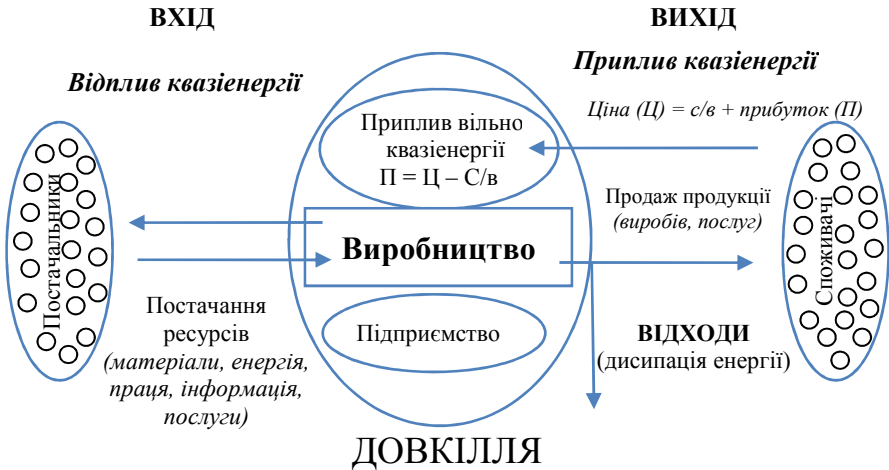 ВХІД
ВИХІД
Відплив квазіенергії
Приплив квазіенергії
Ціна (Ц) = с/в + прибуток (П)
Приплив вільно
квазіенергії
П = Ц – С/в
Постачальники
Продаж продукції
(виробів, послуг)
Споживачі
Виробництво
Постачання
ресурсів
(матеріали, енергія,
праця, інформація,
послуги)
Підприємство
ВІДХОДИ
(дисипація енергії)
ДОВКІЛЛЯ